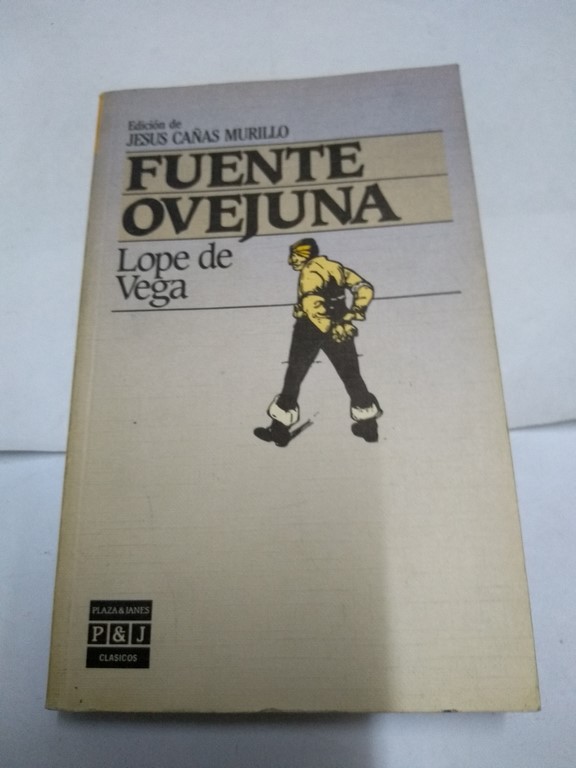 Edición de
JESUS CAÑAS MURILLO
FUENTE
OVEJUNA
Lope de
Vega
PLAZA & JANES
P & J
CLASICOS